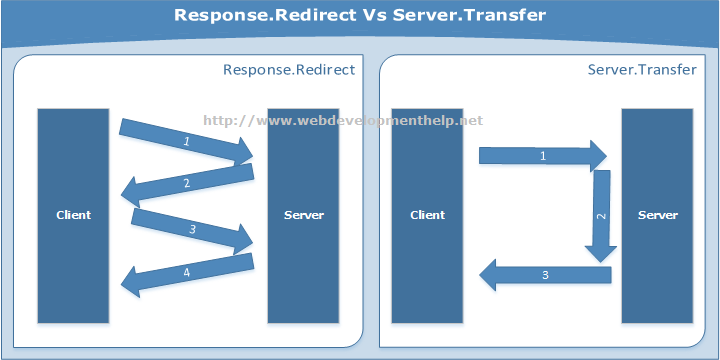 Response.Redirect Vs Server.Transfer
Response.Redirect
Server.Transfer
http://www.webdevelopmenthelp.net
1
2
3
4
Client
Server
1
2
3
Client
Server